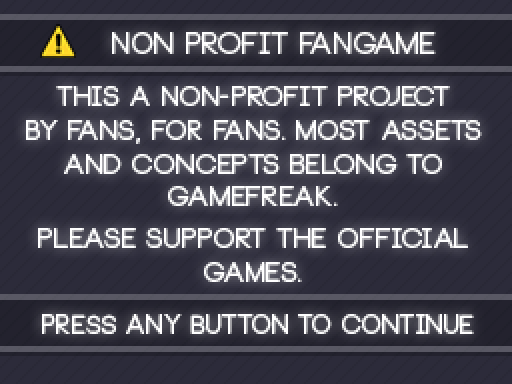 NON PROFIT FANGAME
THIS A NON-PROFIT PROJECT
BY FANS, FOR FANS. MOST ASSETS
AND CONCEPTS BELONG TO
GAMEFREAK.
PLEASE SUPPORT THE OFFICIAL
GAMES.
PRESS ANY BUTTON TO CONTINUE